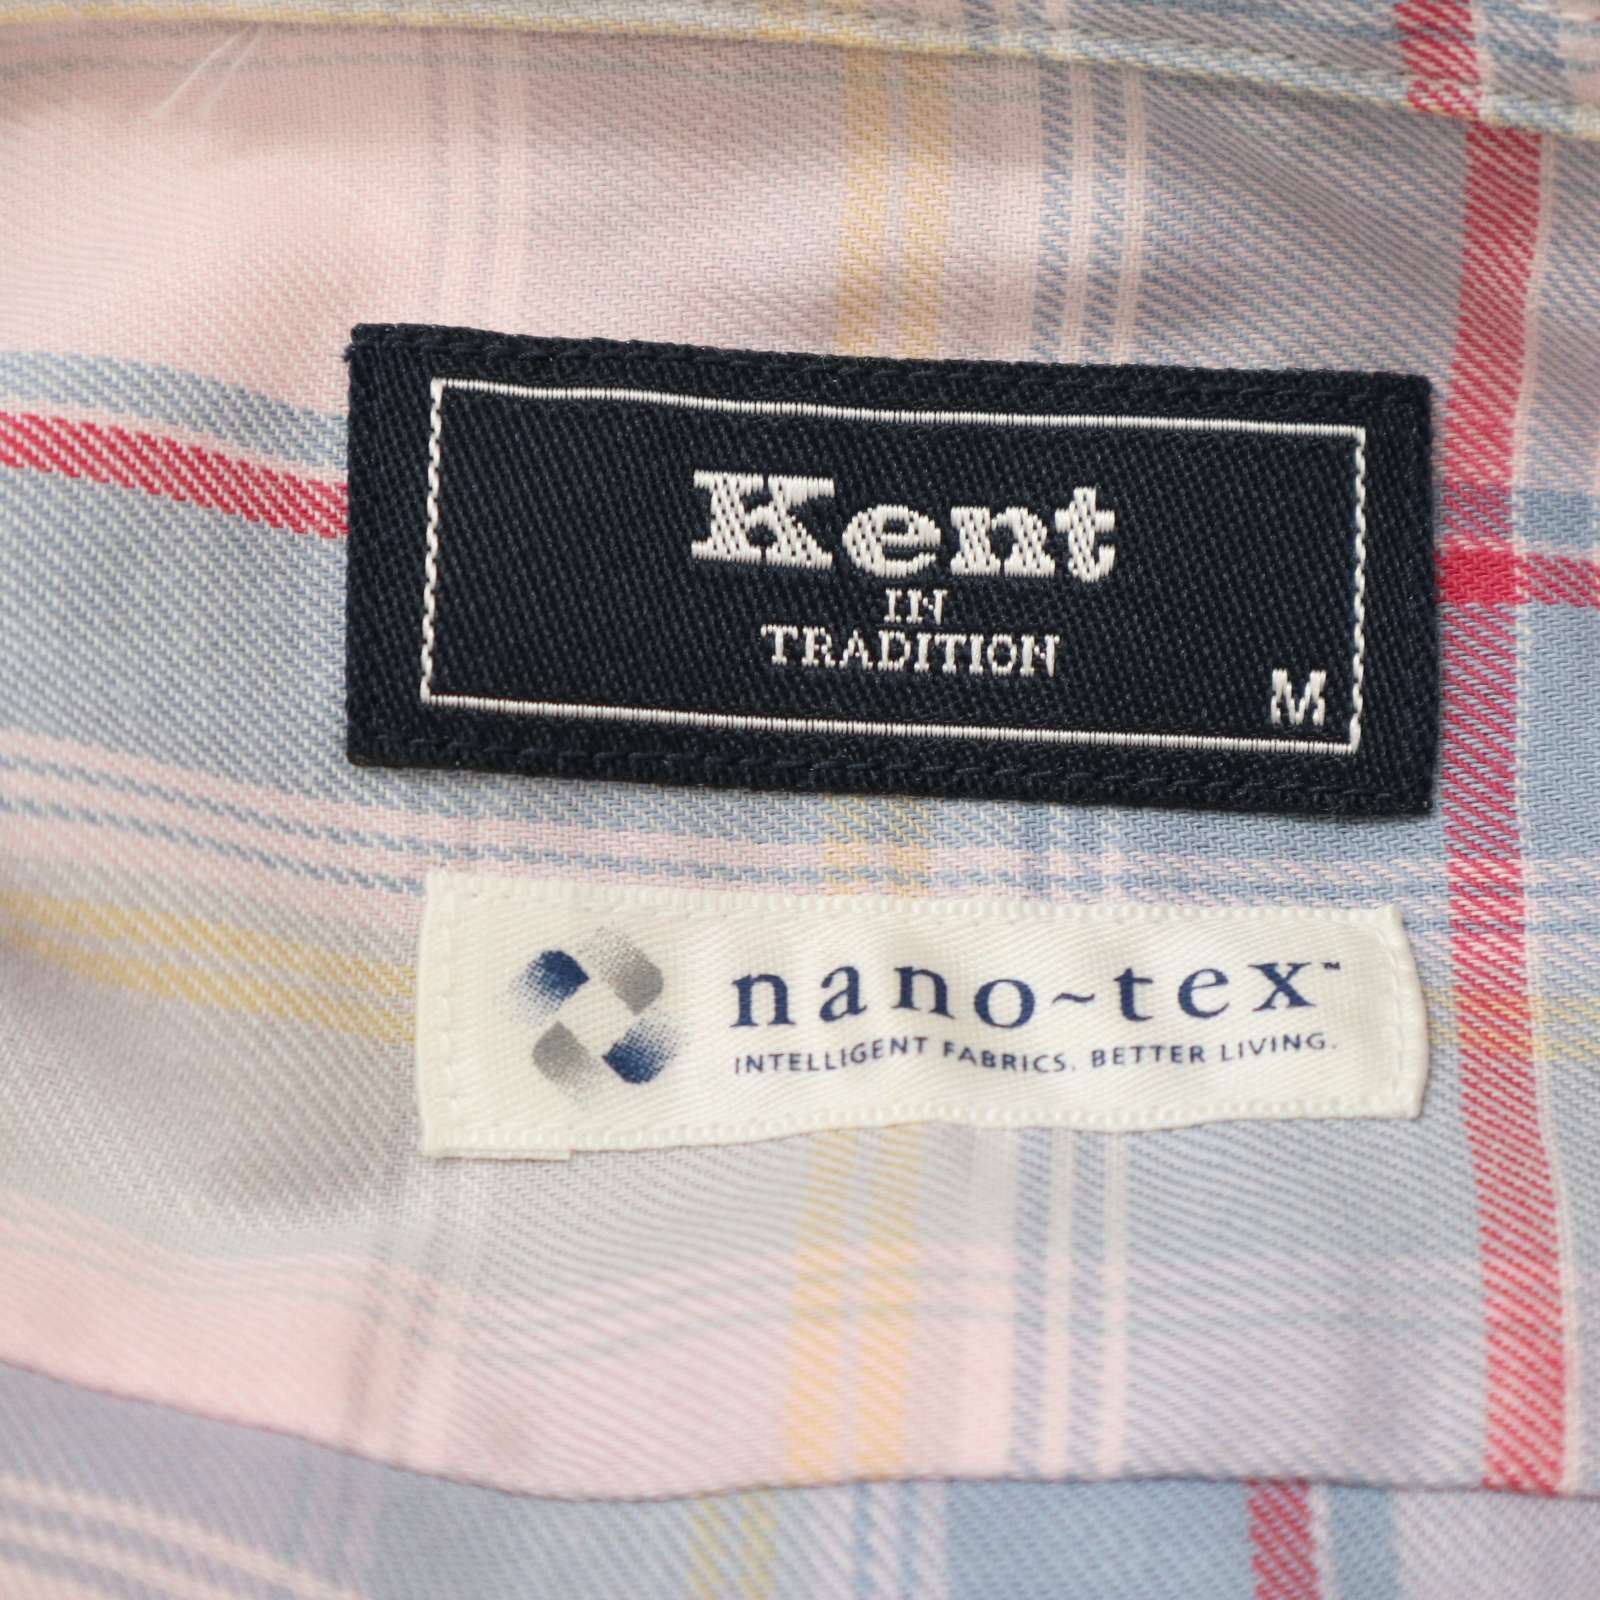 Kent
IN
TRADITION
M
nano~tex™
INTELLIGENT FABRICS. BETTER LIVING.